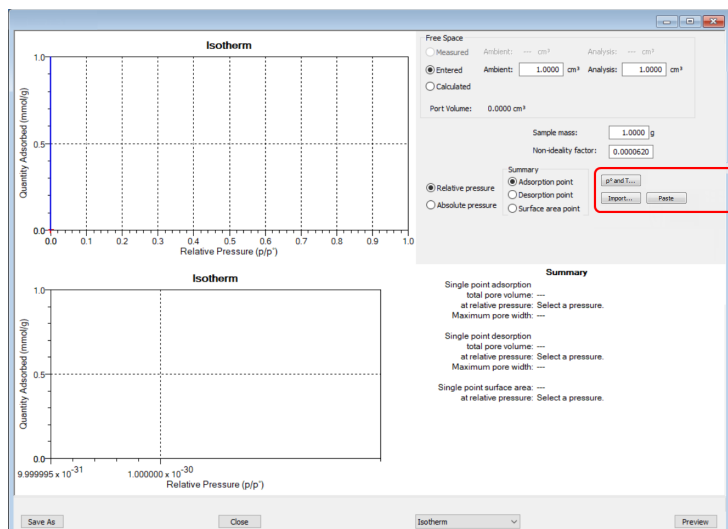 Isotherm
Quantity Adsorbed (mmol/g)
1.0
0.5
0.0
0.0 0.1 0.2 0.3 0.4 0.5 0.6 0.7 0.8 0.9 1.0
Relative Pressure (p/p°)
Free Space
Measured Ambient: --- cm³ Analysis: --- cm³
Entered Ambient: 1.0000 cm³ Analysis: 1.0000 cm³
Calculated
Port Volume: 0.0000 cm³
Sample mass: 1.0000 g
Non-ideality factor: 0.0000620
Relative pressure
Absolute pressure
Summary
Adsorption point
Desorption point
Surface area point
p° and T...
Import... Paste
Isotherm
Quantity Adsorbed (mmol/g)
1.0
0.5
0.0
9.999995 x 10-31 1.000000 x 10-30
Relative Pressure (p/p°)
Summary
Single point adsorption
total pore volume: ---
at relative pressure: Select a pressure.
Maximum pore width: ---
Single point desorption
total pore volume: ---
at relative pressure: Select a pressure.
Maximum pore width: ---
Single point surface area: ---
at relative pressure: Select a pressure.
Save As Close Isotherm Preview